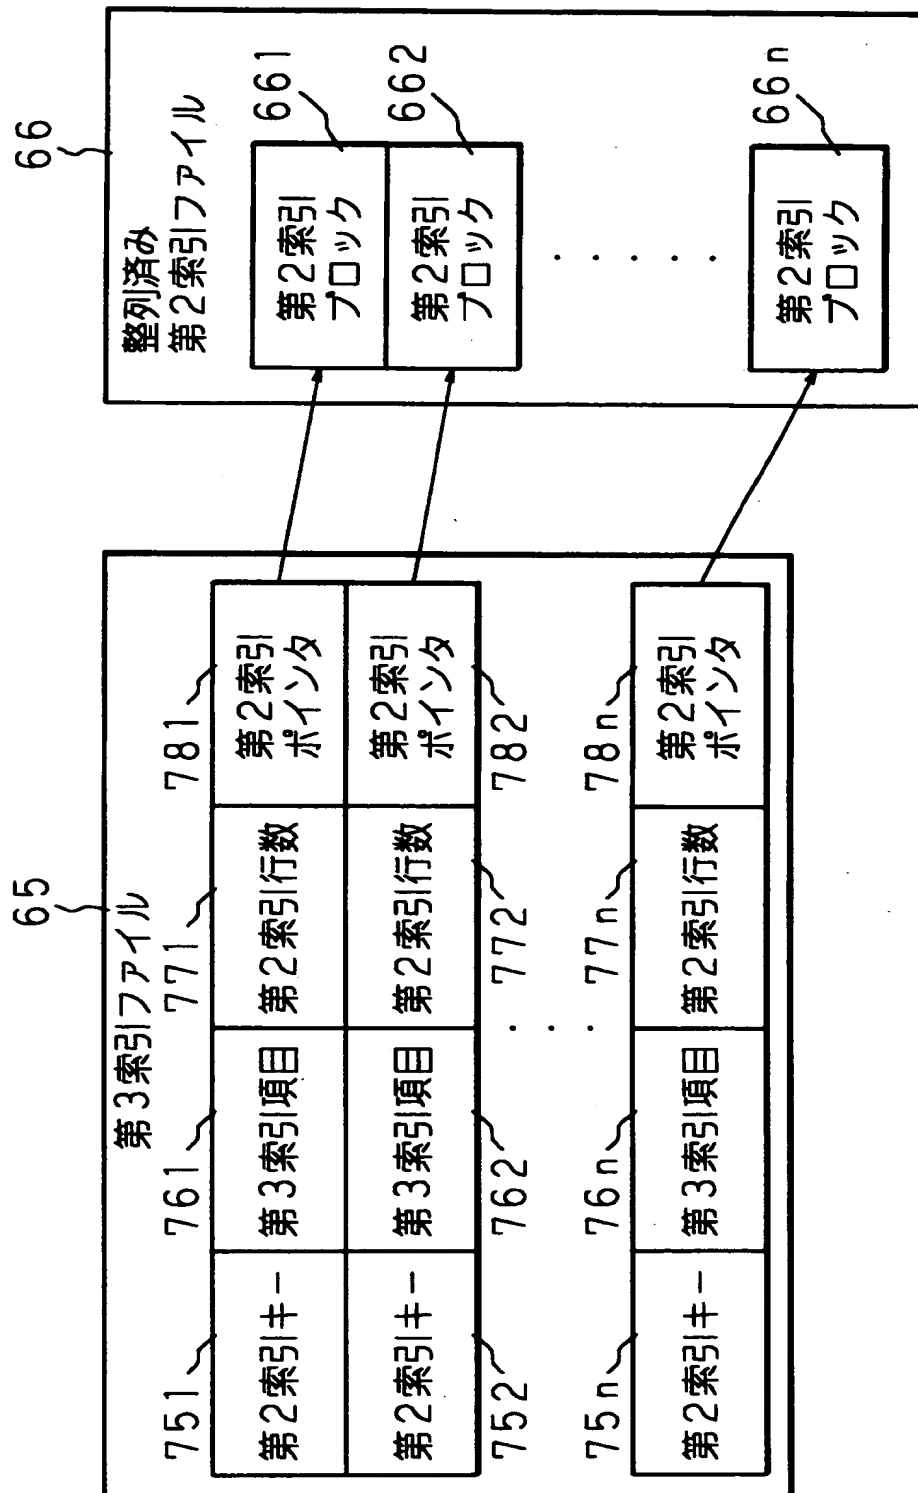 65
第3索引ファイル
751
761
771
781
第2索引キー
第3索引項目
第2索引行数
第2索引
ポインタ
第2索引キー
第3索引項目
第2索引行数
第2索引
ポインタ
752
762
772
782
75n
76n
77n
78n
第2索引キー
第3索引項目
第2索引行数
第2索引
ポインタ
66
整列済み
第2索引ファイル
第2索引
ブロック
661
第2索引
ブロック
662
第2索引
ブロック
66n